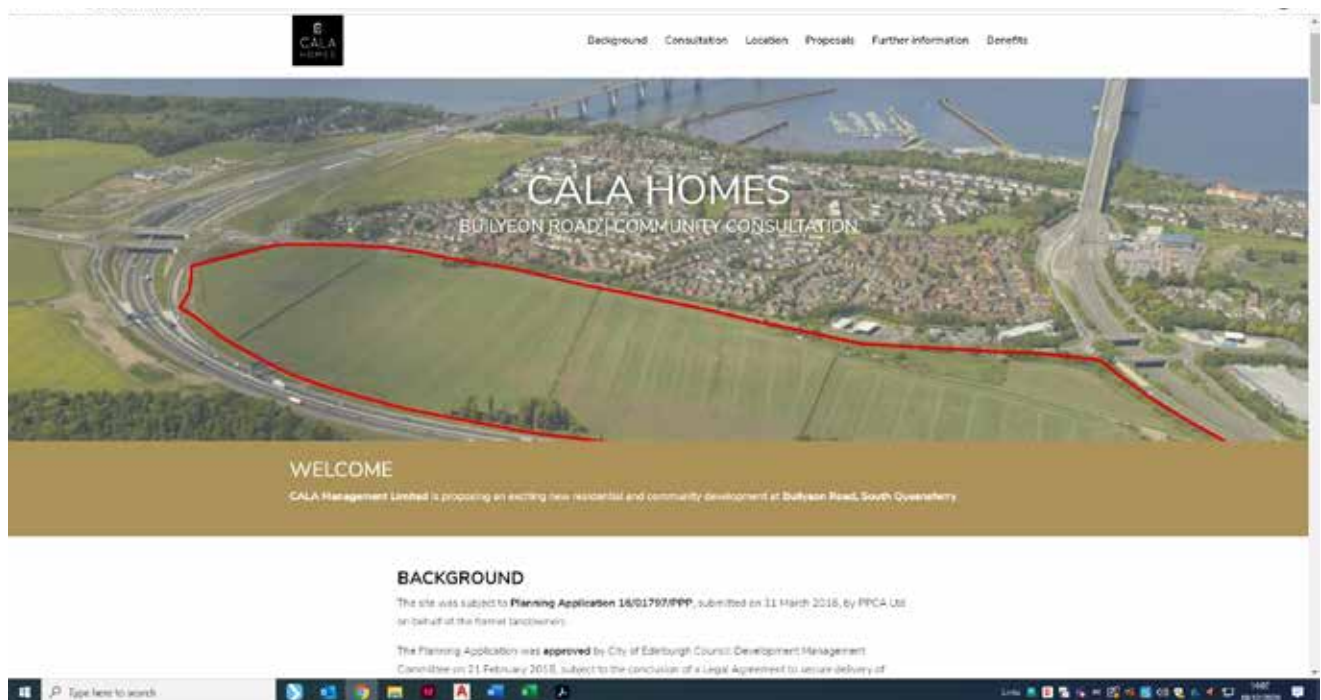 CALA
HOMES
Background Consultation Location Proposals Further information Benefits
CALA HOMES
BUILYEON ROAD | COMMUNITY CONSULTATION
WELCOME
CALA Management Limited is proposing an exciting new residential and community development at Builyeon Road, South Queensferry
BACKGROUND
The site was subject to Planning Application 16/01797/PPP, submitted on 31 March 2016, by PPCA Ltd
on behalf of the former landowners.
The Planning Application was approved by City of Edinburgh Council Development Management
Committee on 21 February 2018, subject to the conclusion of a Legal Agreement to secure delivery of
Type here to search
Links